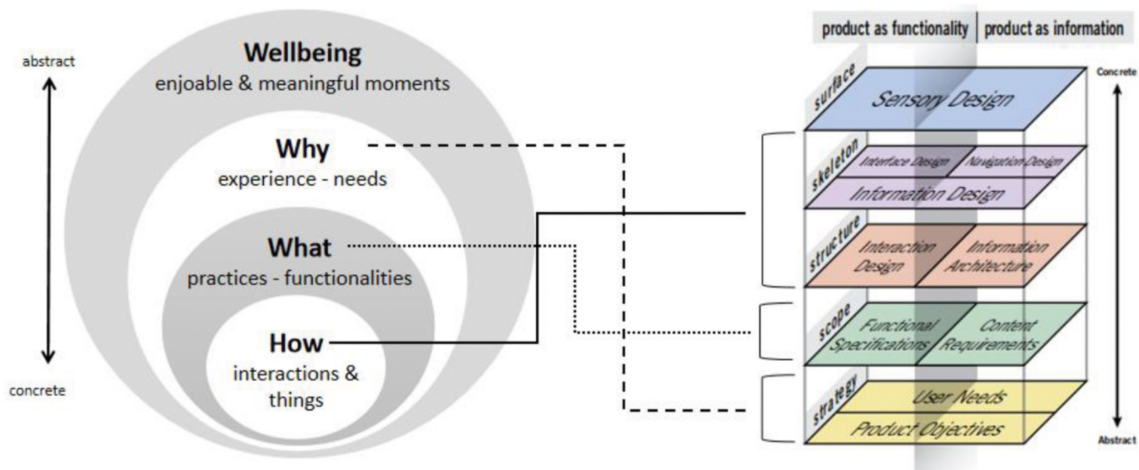 abstract
concrete
Wellbeing
enjoyable & meaningful moments
Why
experience - needs
What
practices - functionalities
How
interactions &
things
product as functionality
product as information
Concrete
Abstract
surface
Sensory Design
skeleton
Interface Design
Navigation Design
Information Design
structure
Interaction
Design
Information
Architecture
scope
Functional
Specifications
Content
Requirements
strategy
User Needs
Product Objectives